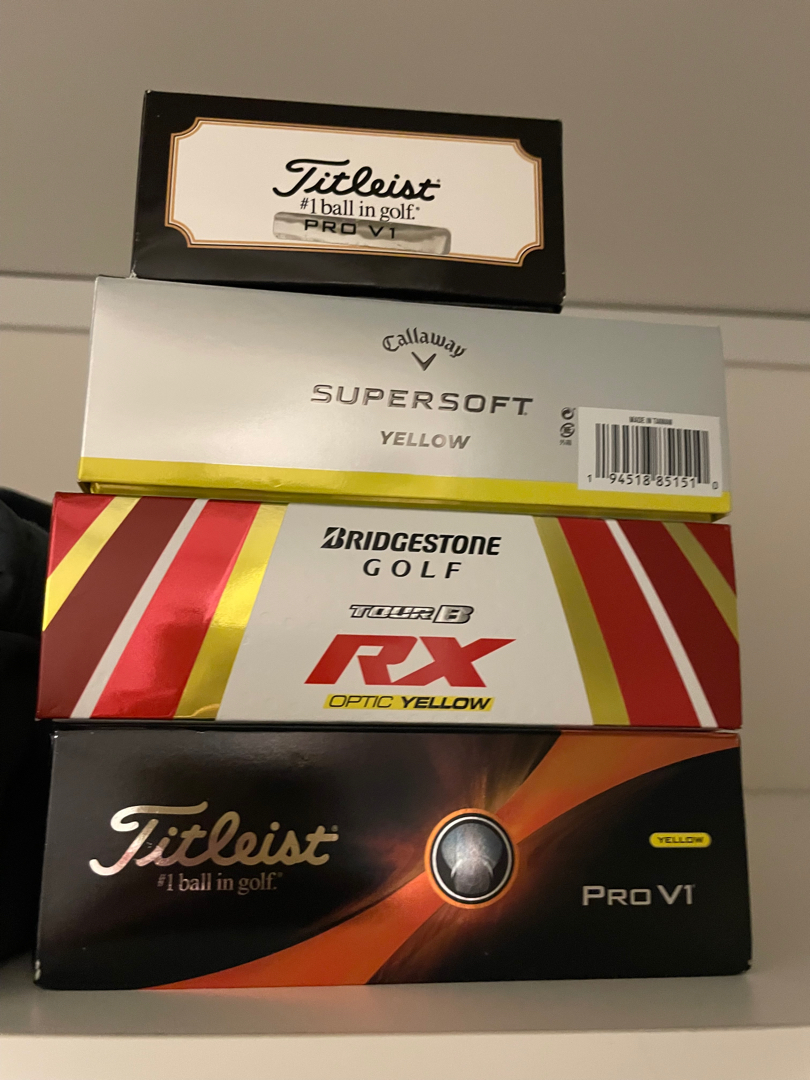 Titleist®
#1 ball in golf.®
PRO V1
Callaway
SUPERSOFT™
YELLOW
MADE IN TAIWAN
1 94518 85151 0
BRIDGESTONE
GOLF
TOUR B
RX
OPTIC YELLOW
Titleist®
#1 ball in golf.®
YELLOW
PRO V1